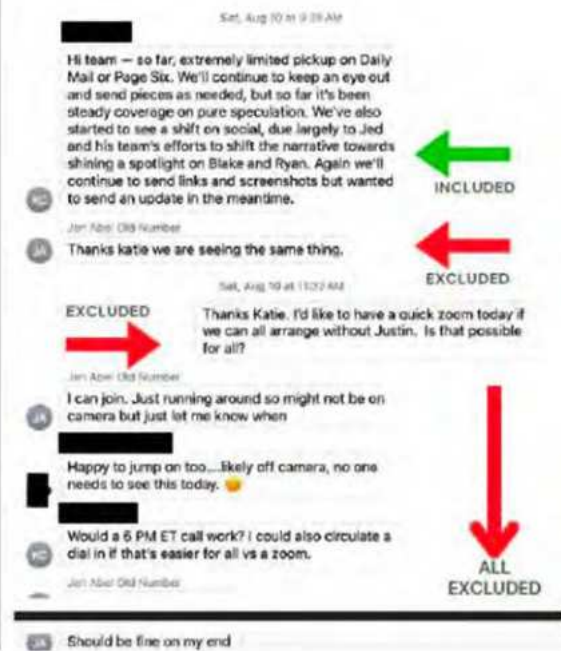 Sat, Aug 10 at 9:39 AM
Hi team — so far, extremely limited pickup on Daily
Mail or Page Six. We'll continue to keep an eye out
and send pieces as needed, but so far it's been
steady coverage on pure speculation. We've also
started to see a shift on social, due largely to Jed
and his team's efforts to shift the narrative towards
shining a spotlight on Blake and Ryan. Again we'll
continue to send links and screenshots but wanted
to send an update in the meantime.
INCLUDED
KC
Jen Abel Old Number
JA
Thanks katie we are seeing the same thing.
EXCLUDED
Sat, Aug 10 at AM
EXCLUDED
Thanks Katie. I'd like to have a quick zoom today if
we can all arrange without Justin. Is that possible
for all?
Jen Abel Old Number
I can join. Just running around so might not be on
JA
camera but just let me know when
Happy to jump on too....likely off camera, no one
needs to see this today. 😊
Would a 6 PM ET call work? I could also circulate a
KC
dial in if that's easier for all vs a zoom.
ALL
EXCLUDED
Jen Abel Old Number
JA
Should be fine on my end